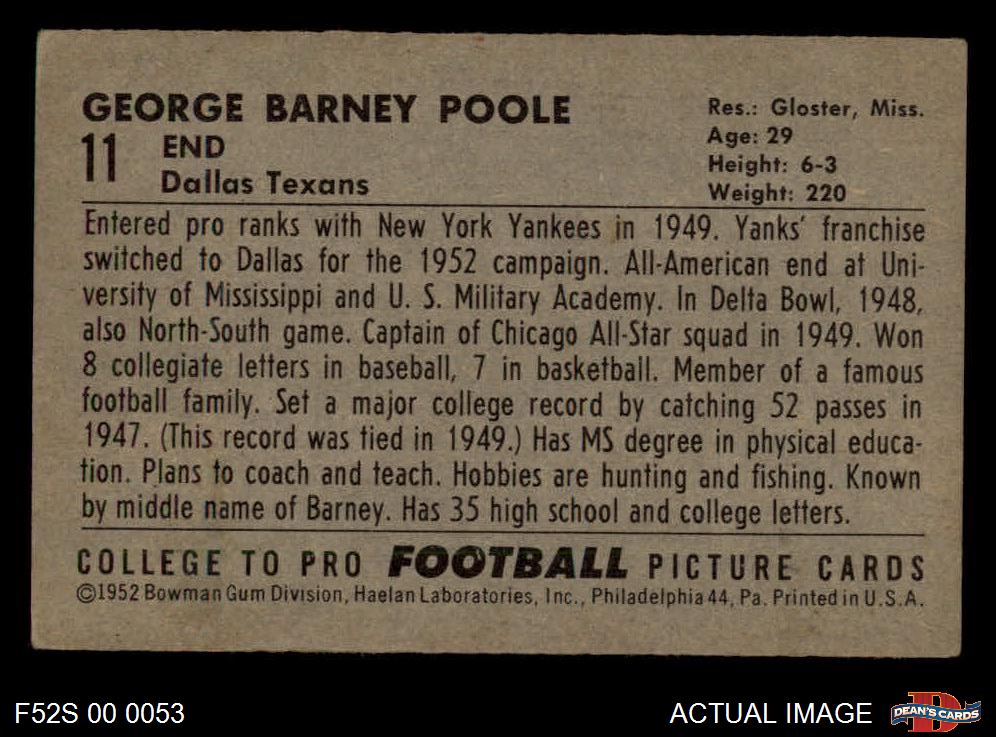 GEORGE BARNEY POOLE
11 END
Dallas Texans
Res.: Gloster, Miss.
Age: 29
Height: 6-3
Weight: 220
Entered pro ranks with New York Yankees in 1949. Yanks' franchise
switched to Dallas for the 1952 campaign. All-American end at Uni-
versity of Mississippi and U. S. Military Academy. In Delta Bowl, 1948,
also North-South game. Captain of Chicago All-Star squad in 1949. Won
8 collegiate letters in baseball, 7 in basketball. Member of a famous
football family. Set a major college record by catching 52 passes in
1947. (This record was tied in 1949.) Has MS degree in physical educa-
tion. Plans to coach and teach. Hobbies are hunting and fishing. Known
by middle name of Barney. Has 35 high school and college letters.
COLLEGE TO PRO FOOTBALL PICTURE CARDS
©1952 Bowman Gum Division, Haelan Laboratories, Inc., Philadelphia 44, Pa. Printed in U.S.A.
F52S 00 0053
ACTUAL IMAGE
D
DEAN'S CARDS